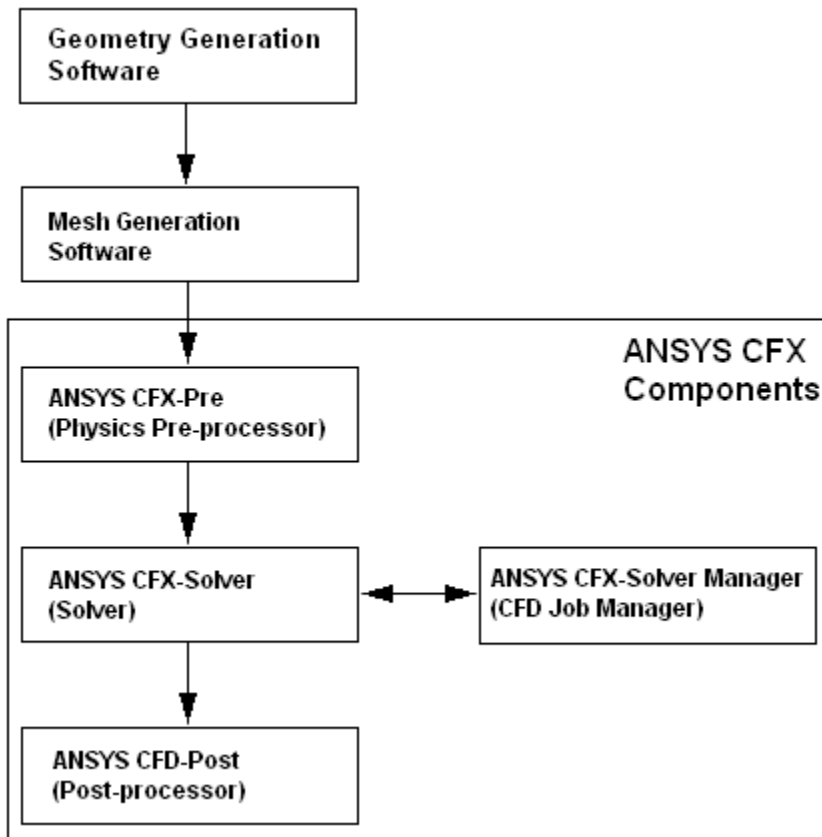 Geometry Generation
Software
Mesh Generation
Software
ANSYS CFX
Components
ANSYS CFX-Pre
(Physics Pre-processor)
ANSYS CFX-Solver
(Solver)
ANSYS CFX-Solver Manager
(CFD Job Manager)
ANSYS CFD-Post
(Post-processor)